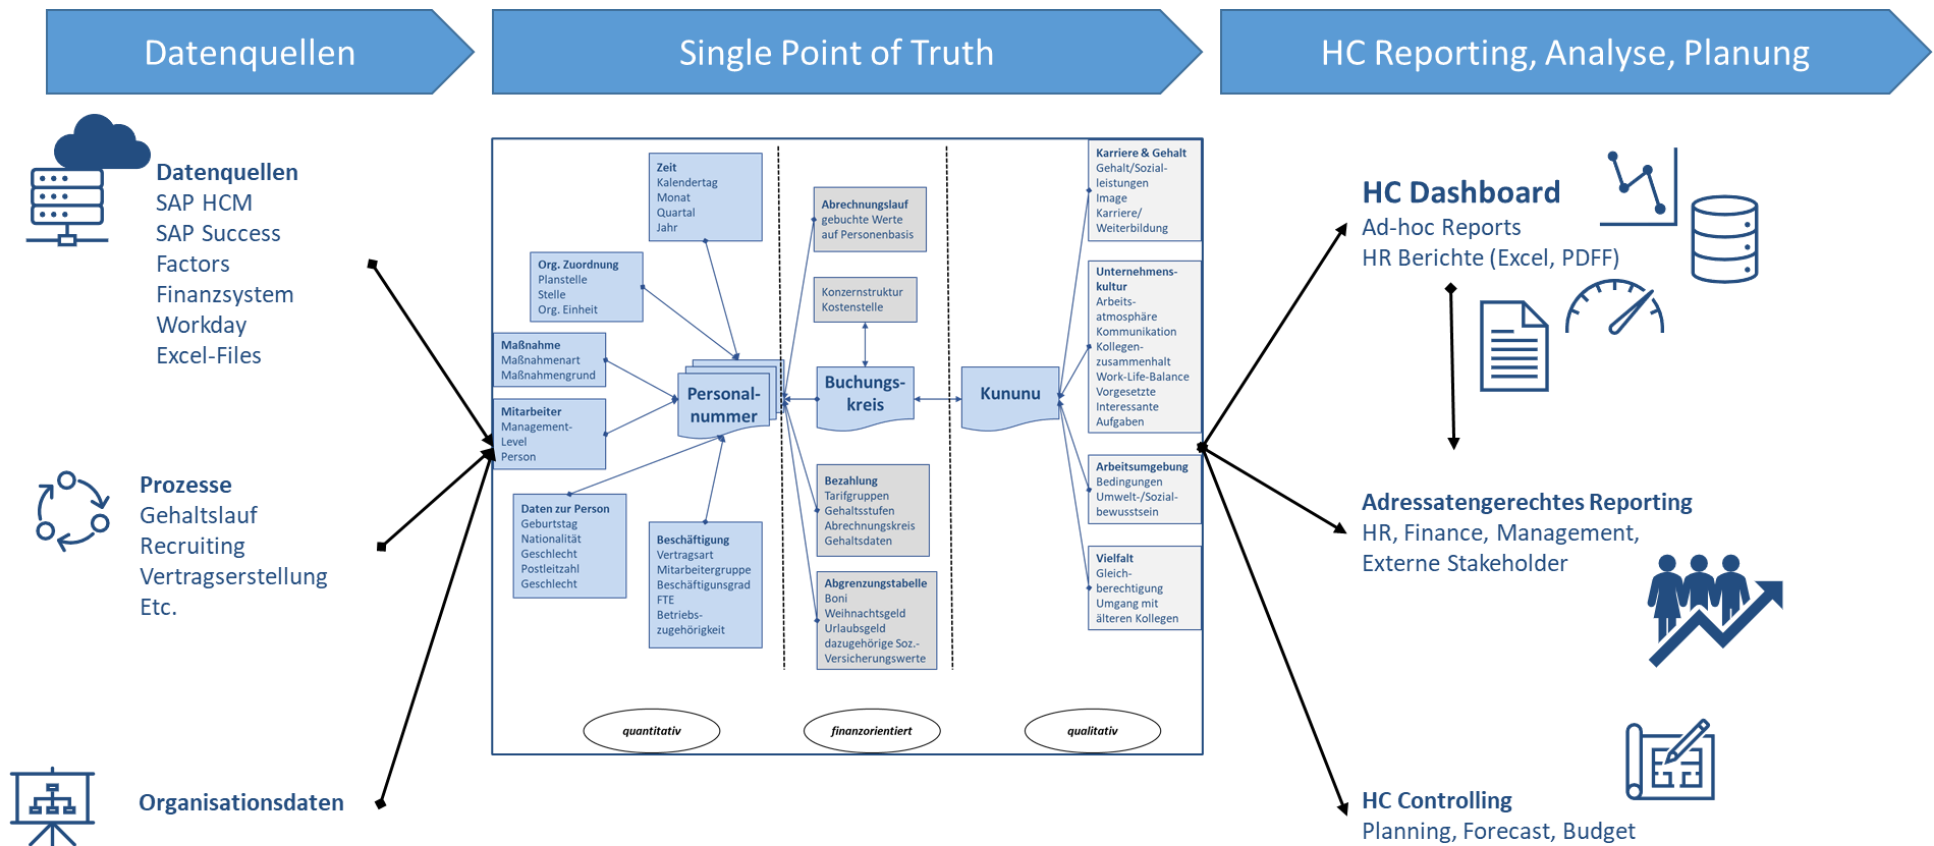 Datenquellen
Single Point of Truth
HC Reporting, Analyse, Planung
Datenquellen
SAP HCM
SAP Success
Factors
Finanzsystem
Workday
Excel-Files
Prozesse
Gehaltslauf
Recruiting
Vertragserstellung
Etc.
Organisationsdaten
Zeit
Kalendertag
Monat
Quartal
Jahr
Org. Zuordnung
Planstelle
Stelle
Org. Einheit
Maßnahme
Maßnahmenart
Maßnahmengrund
Mitarbeiter
Management-
Level
Person
Personal-
nummer
Daten zur Person
Geburtstag
Nationalität
Geschlecht
Postleitzahl
Geschlecht
Beschäftigung
Vertragsart
Mitarbeitergruppe
Beschäftigunsgrad
FTE
Betriebs-
zugehörigkeit
quantitativ
Abrechnungslauf
gebuchte Werte
auf Personenbasis
Konzernstruktur
Kostenstelle
Buchungs-
kreis
Bezahlung
Tarifgruppen
Gehaltsstufen
Abrechnungskreis
Gehaltsdaten
Abgrenzungstabelle
Boni
Weihnachtsgeld
Urlaubsgeld
dazugehörige Soz.-
Versicherungswerte
finanzorientiert
Kununu
Karriere & Gehalt
Gehalt/Sozial-
leistungen
Image
Karriere/
Weiterbildung
Unternehmens-
kultur
Arbeits-
atmosphäre
Kommunikation
Kollegen-
zusammenhalt
Work-Life-Balance
Vorgesetzte
Interessante
Aufgaben
Arbeitsumgebung
Bedingungen
Umwelt-/Sozial-
bewusstsein
Vielfalt
Gleich-
berechtigung
Umgang mit
älteren Kollegen
qualitativ
HC Dashboard
Ad-hoc Reports
HR Berichte (Excel, PDFF)
Adressatengerechtes Reporting
HR, Finance, Management,
Externe Stakeholder
HC Controlling
Planning, Forecast, Budget